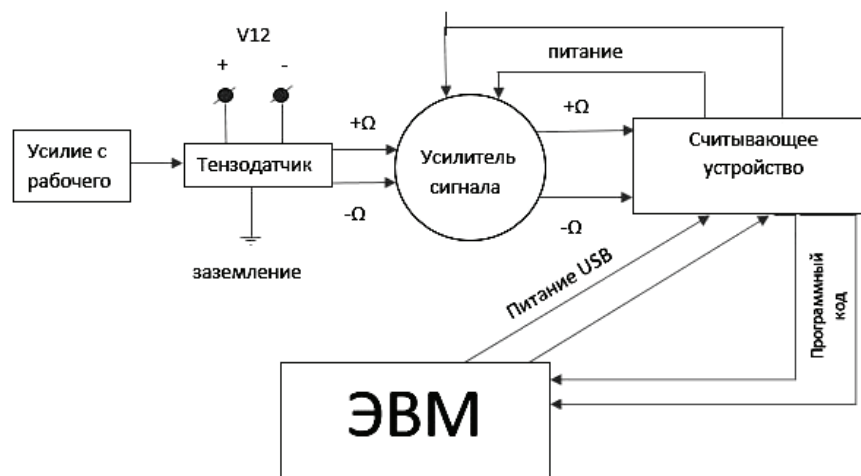 V12
+
-
питание
Усилие с
рабочего
Тензодатчик
+Ω
-Ω
Усилитель
сигнала
+Ω
-Ω
Считывающее
устройство
заземление
Питание USB
Программный
код
ЭВМ